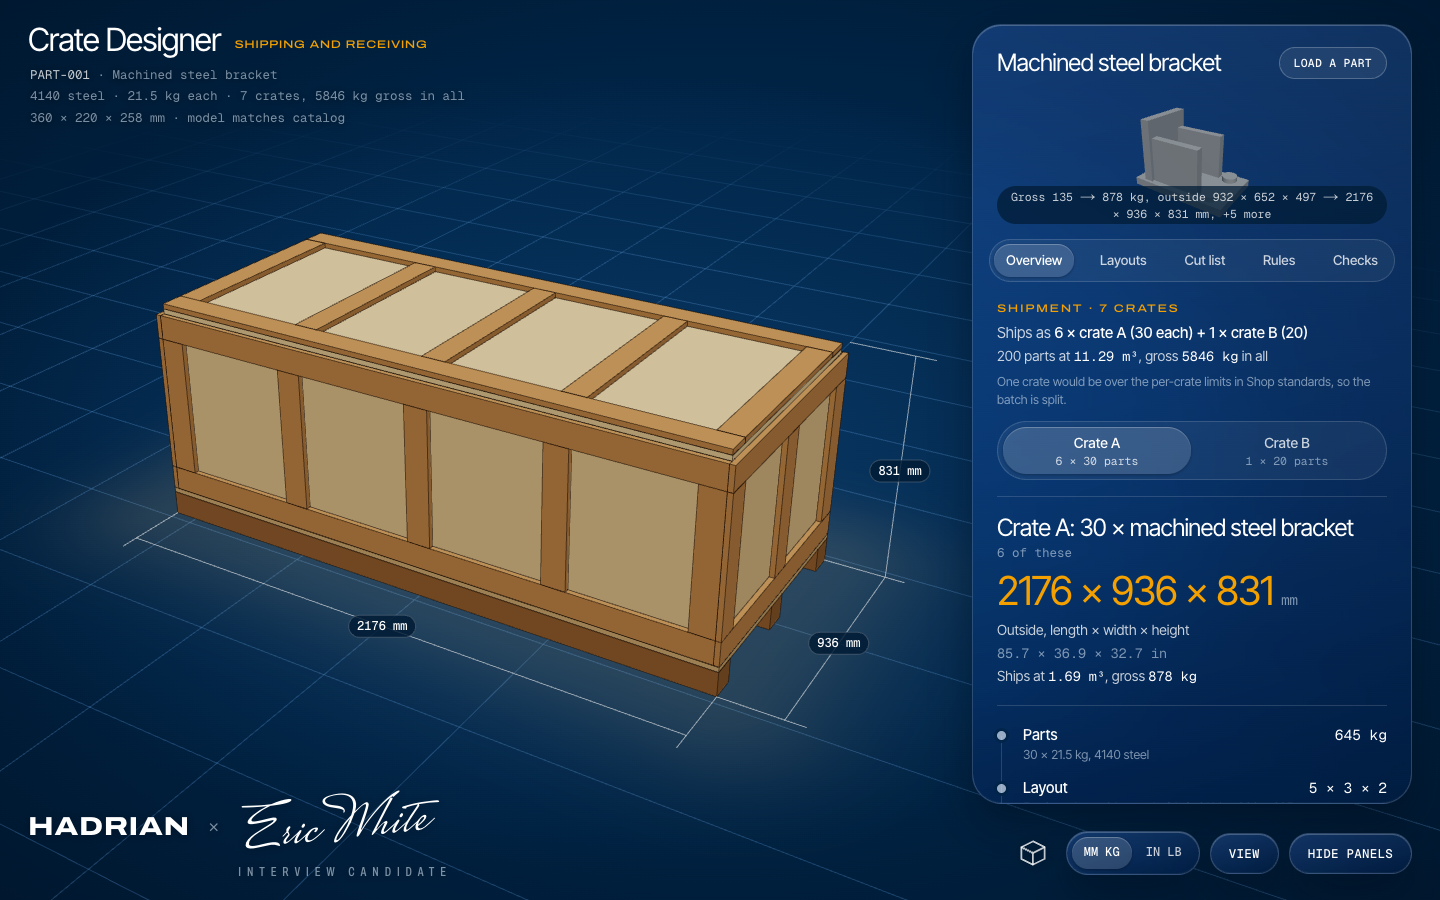 Crate Designer SHIPPING AND RECEIVING
PART-001 · Machined steel bracket
4140 steel · 21.5 kg each · 7 crates, 5846 kg gross in all
360 × 220 × 258 mm · model matches catalog
831 mm
2176 mm
936 mm
HADRIAN × Eric White
INTERVIEW CANDIDATE
Machined steel bracket
LOAD A PART
Gross 135 → 878 kg, outside 932 × 652 × 497 → 2176
× 936 × 831 mm, +5 more
Overview Layouts Cut list Rules Checks
SHIPMENT · 7 CRATES
Ships as 6 × crate A (30 each) + 1 × crate B (20)
200 parts at 11.29 m³, gross 5846 kg in all
One crate would be over the per-crate limits in Shop standards, so the
batch is split.
Crate A Crate B
6 × 30 parts 1 × 20 parts
Crate A: 30 × machined steel bracket
6 of these
2176 × 936 × 831 mm
Outside, length × width × height
85.7 × 36.9 × 32.7 in
Ships at 1.69 m³, gross 878 kg
Parts 645 kg
30 × 21.5 kg, 4140 steel
Layout 5 × 3 × 2
MM KG IN LB VIEW HIDE PANELS